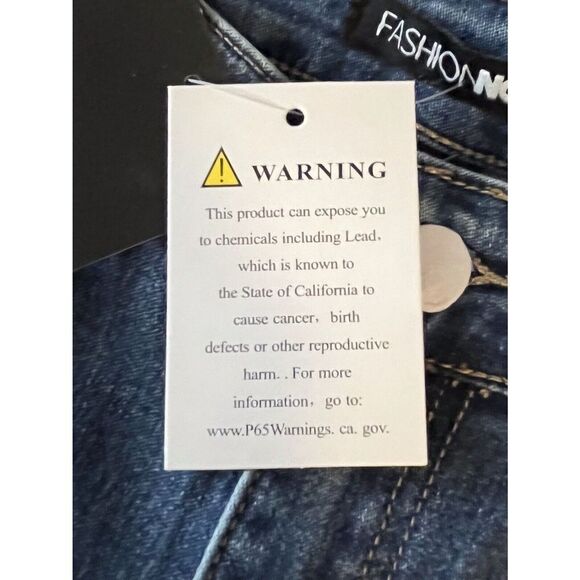 FASHION
WARNING
This product can expose you
to chemicals including Lead,
which is known to
the State of California to
cause cancer, birth
defects or other reproductive
harm. . For more
information, go to:
www.P65Warnings. ca. gov.